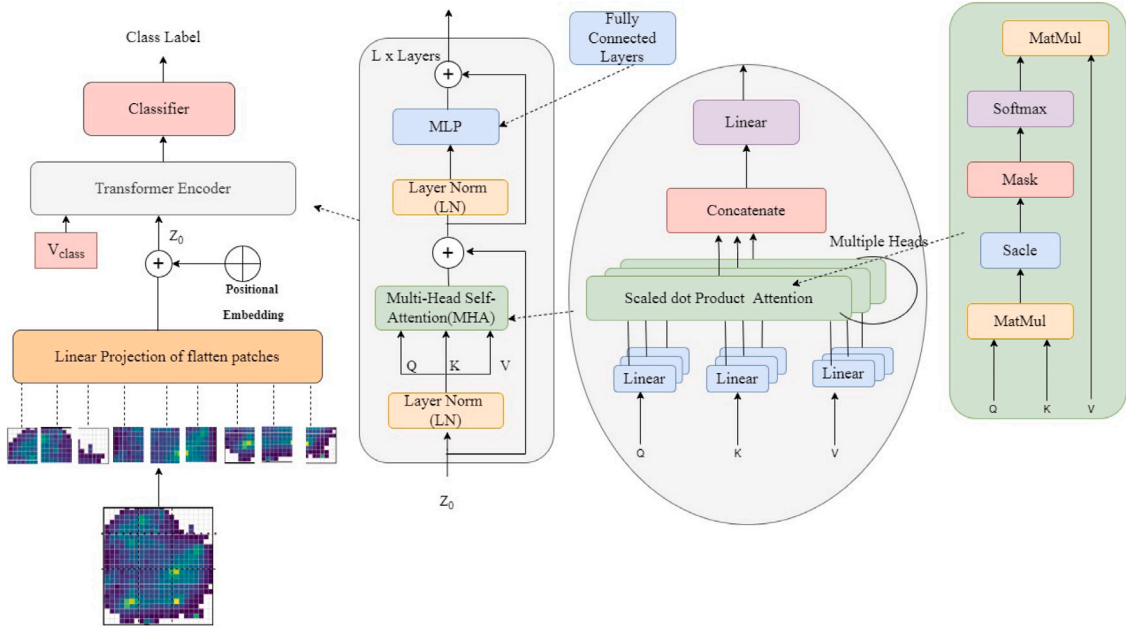 Class Label
Classifier
Transformer Encoder
Z0
Vclass
+
Positional
Embedding
Linear Projection of flatten patches
L x Layers
+
MLP
Layer Norm
(LN)
+
Multi-Head Self-
Attention(MHA)
Q K V
Layer Norm
(LN)
Z0
Fully
Connected
Layers
Linear
Concatenate
Multiple Heads
Scaled dot Product Attention
Linear Linear Linear
Q K V
MatMul
Softmax
Mask
Sacle
MatMul
Q K V